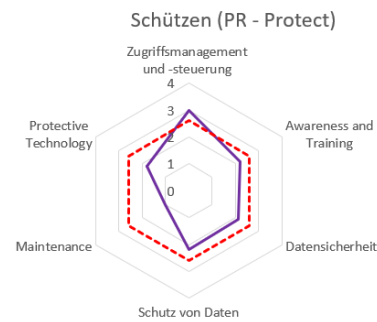 Schützen (PR - Protect)
Zugriffsmanagement
und -steuerung
4
3
2
1
0
Protective
Technology
Awareness and
Training
Maintenance
Datensicherheit
Schutz von Daten